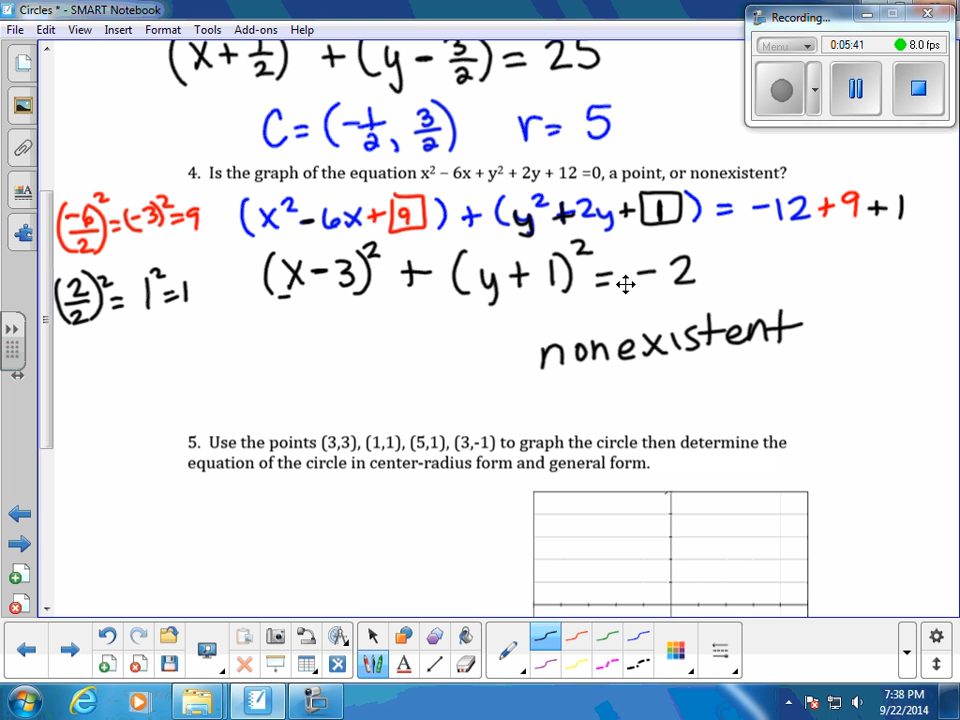 Circles * - SMART Notebook
File Edit View Insert Format Tools Add-ons Help
Recording...
Menu 0:05:41 8.0 fps
(x + 1/2) + (y - 3/2) = 25
C = (-1/2, 3/2) r = 5
4. Is the graph of the equation x² – 6x + y² + 2y + 12 =0, a point, or nonexistent?
(-6/2)² = (-3)² = 9 (x² - 6x + 9) + (y² + 2y + 1) = -12 + 9 + 1
(2/2)² = 1² = 1 (x - 3)² + (y + 1)² = - 2
nonexistent
5. Use the points (3,3), (1,1), (5,1), (3,-1) to graph the circle then determine the
equation of the circle in center-radius form and general form.
7:38 PM
9/22/2014